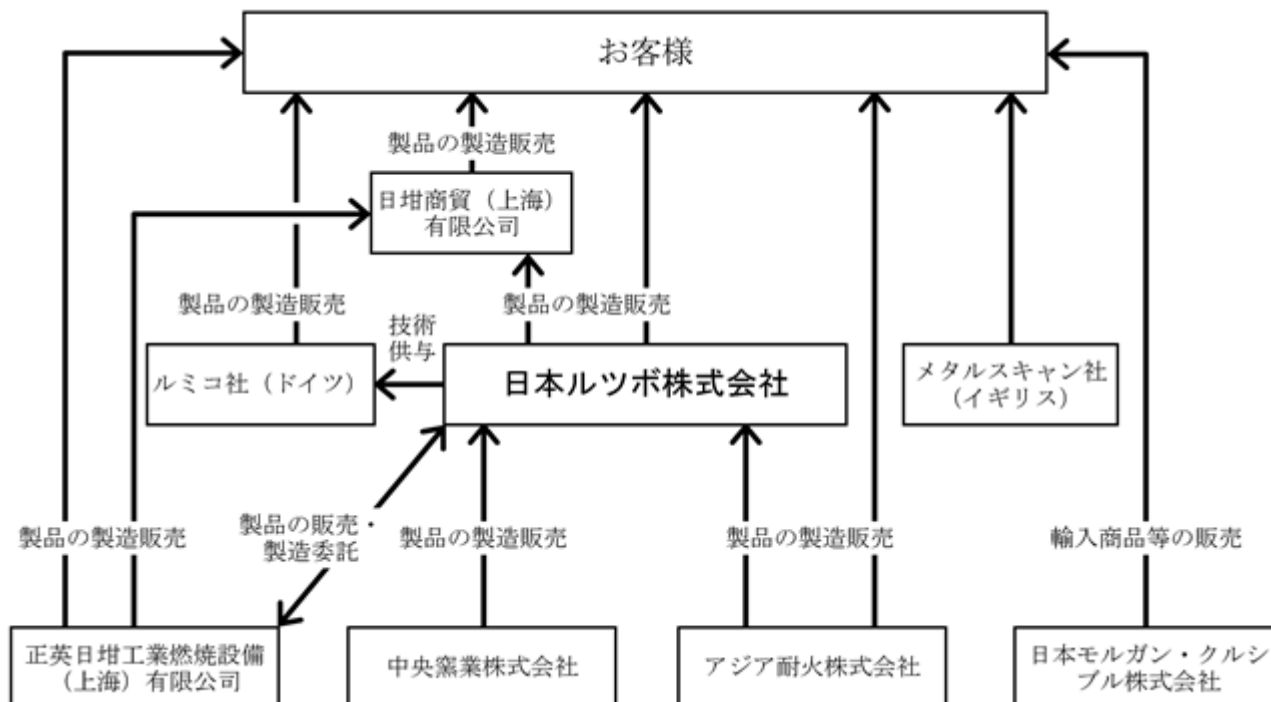 お客様
製品の製造販売
日坩商貿（上海）
有限公司
製品の製造販売
技術
供与
製品の製造販売
ルミコ社（ドイツ）
日本ルツボ株式会社
メタルスキャン社
（イギリス）
製品の製造販売
製品の販売・
製造委託
製品の製造販売
製品の製造販売
輸入商品等の販売
正英日坩工業燃焼設備
（上海）有限公司
中央窯業株式会社
アジア耐火株式会社
日本モルガン・クルシ
ブル株式会社